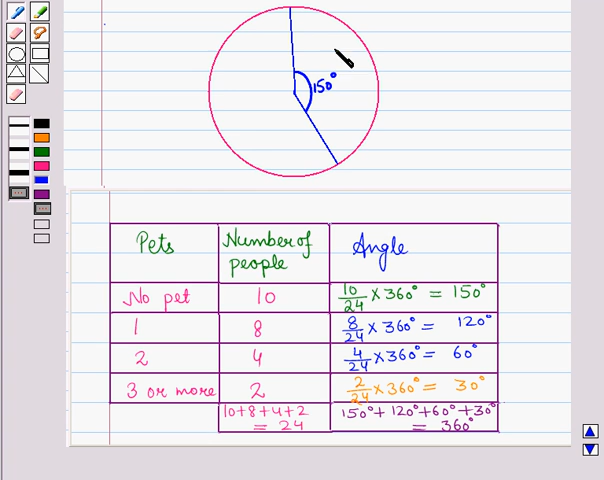 150°
Pets Number of people Angle
No pet 10 10/24 × 360° = 150°
1 8 8/24 × 360° = 120°
2 4 4/24 × 360° = 60°
3 or more 2 2/24 × 360° = 30°
10+8+4+2 150°+120°+60°+30°
= 24 = 360°